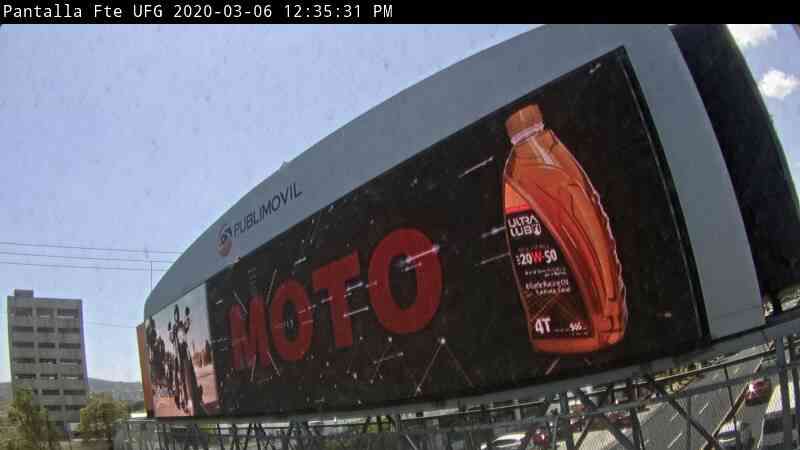 Pantalla Fte UFG 2020-03-06 12:35:31 PM
PUBLIMOVIL
MOTO
ULTRA
LUB
20W-50
4T